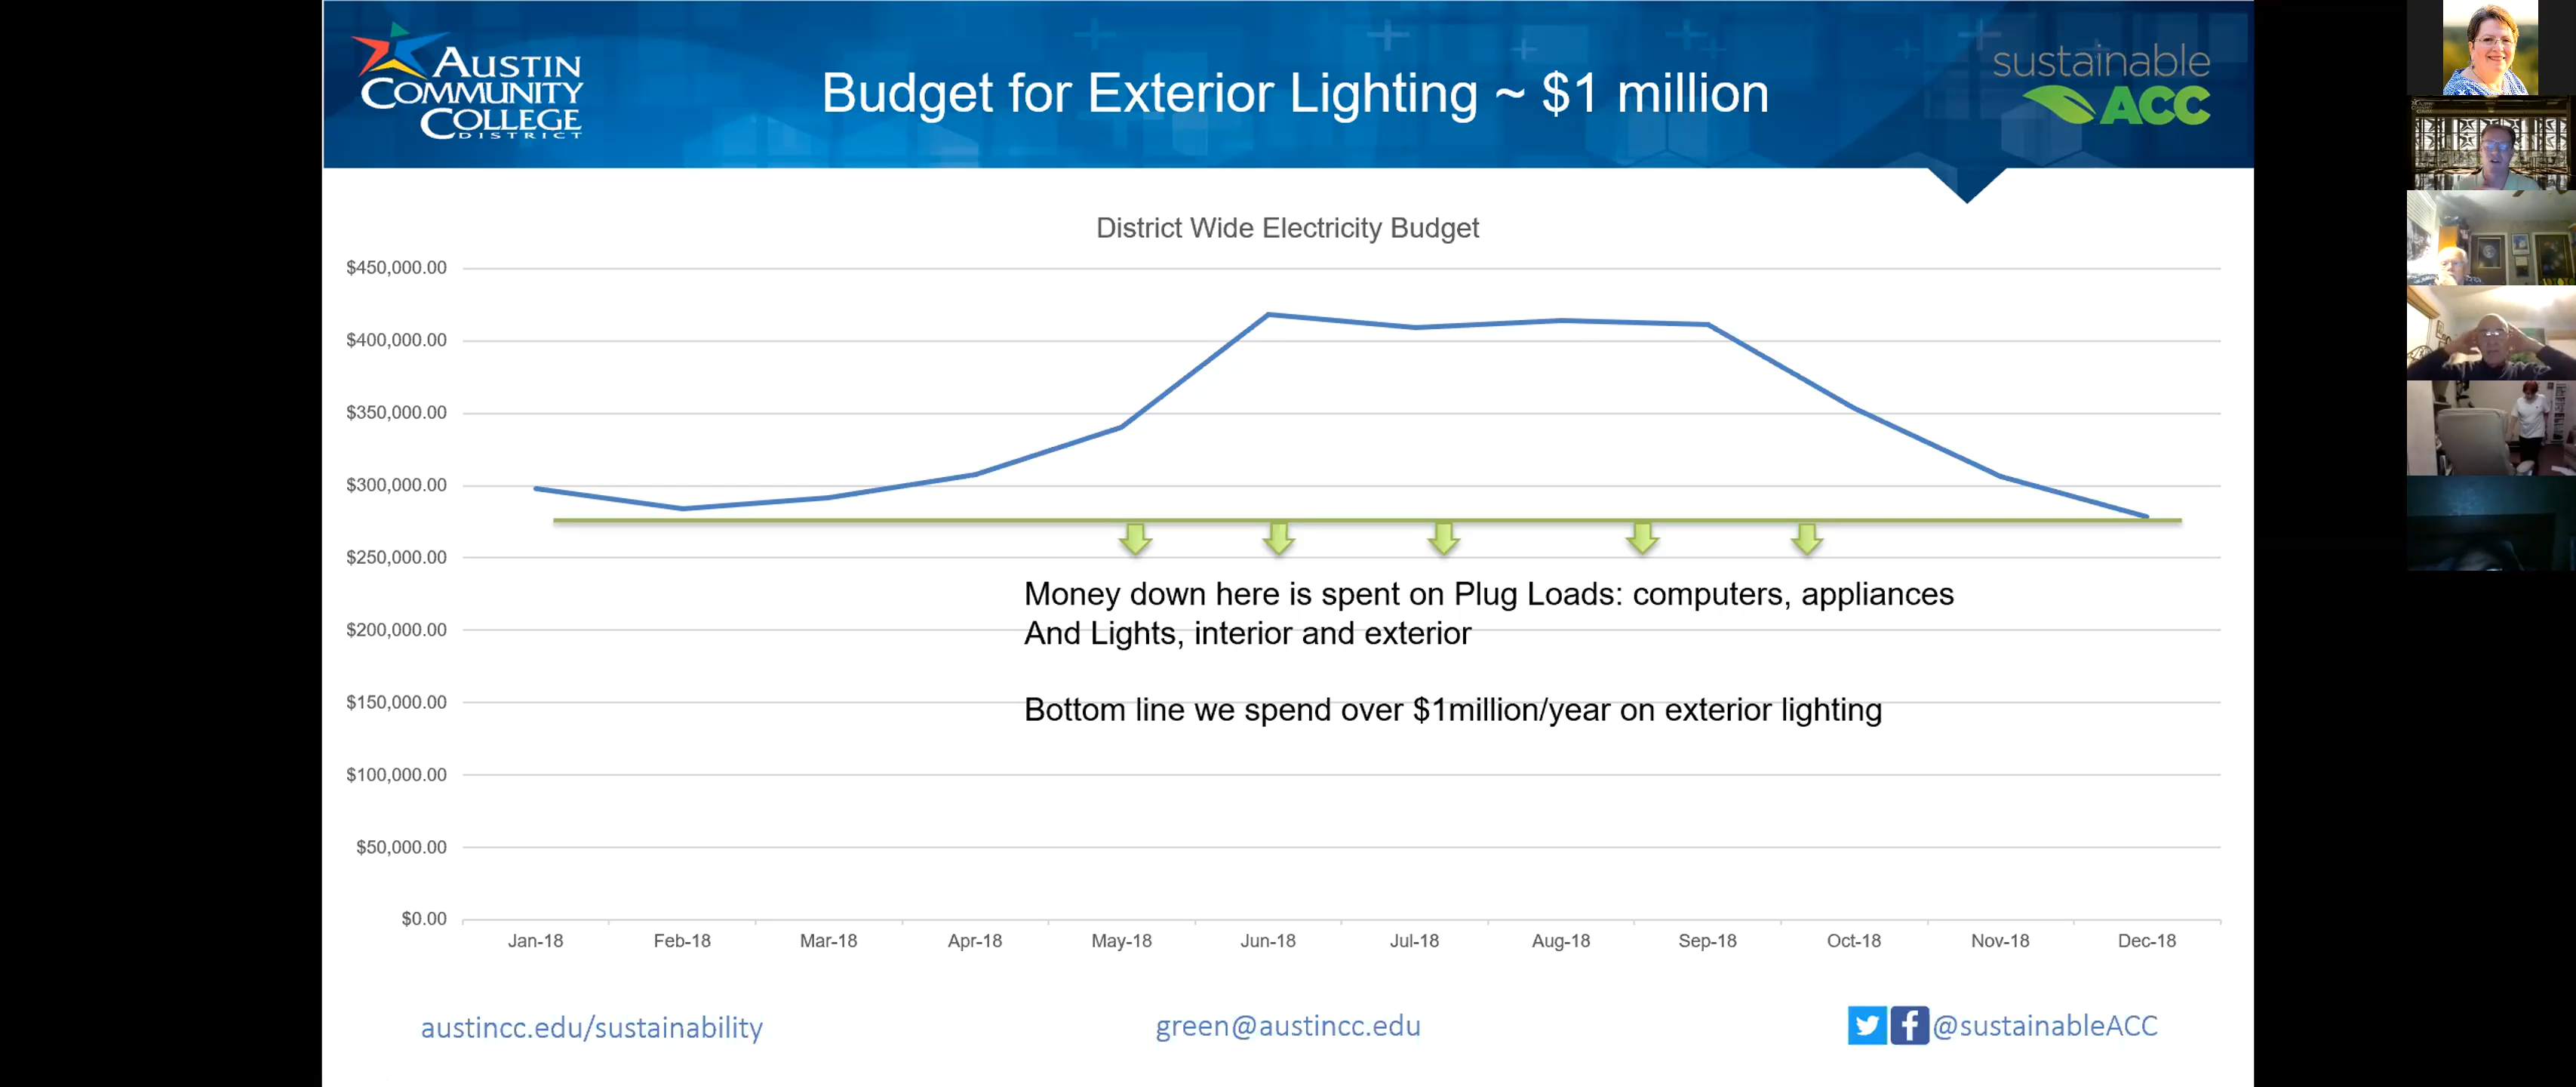 AUSTIN
COMMUNITY
COLLEGE
DISTRICT
Budget for Exterior Lighting ~ $1 million
sustainable
ACC
District Wide Electricity Budget
$450,000.00
$400,000.00
$350,000.00
$300,000.00
$250,000.00
$200,000.00
$150,000.00
$100,000.00
$50,000.00
$0.00
Money down here is spent on Plug Loads: computers, appliances
And Lights, interior and exterior
Bottom line we spend over $1million/year on exterior lighting
Jan-18 Feb-18 Mar-18 Apr-18 May-18 Jun-18 Jul-18 Aug-18 Sep-18 Oct-18 Nov-18 Dec-18
austincc.edu/sustainability green@austincc.edu @sustainableACC